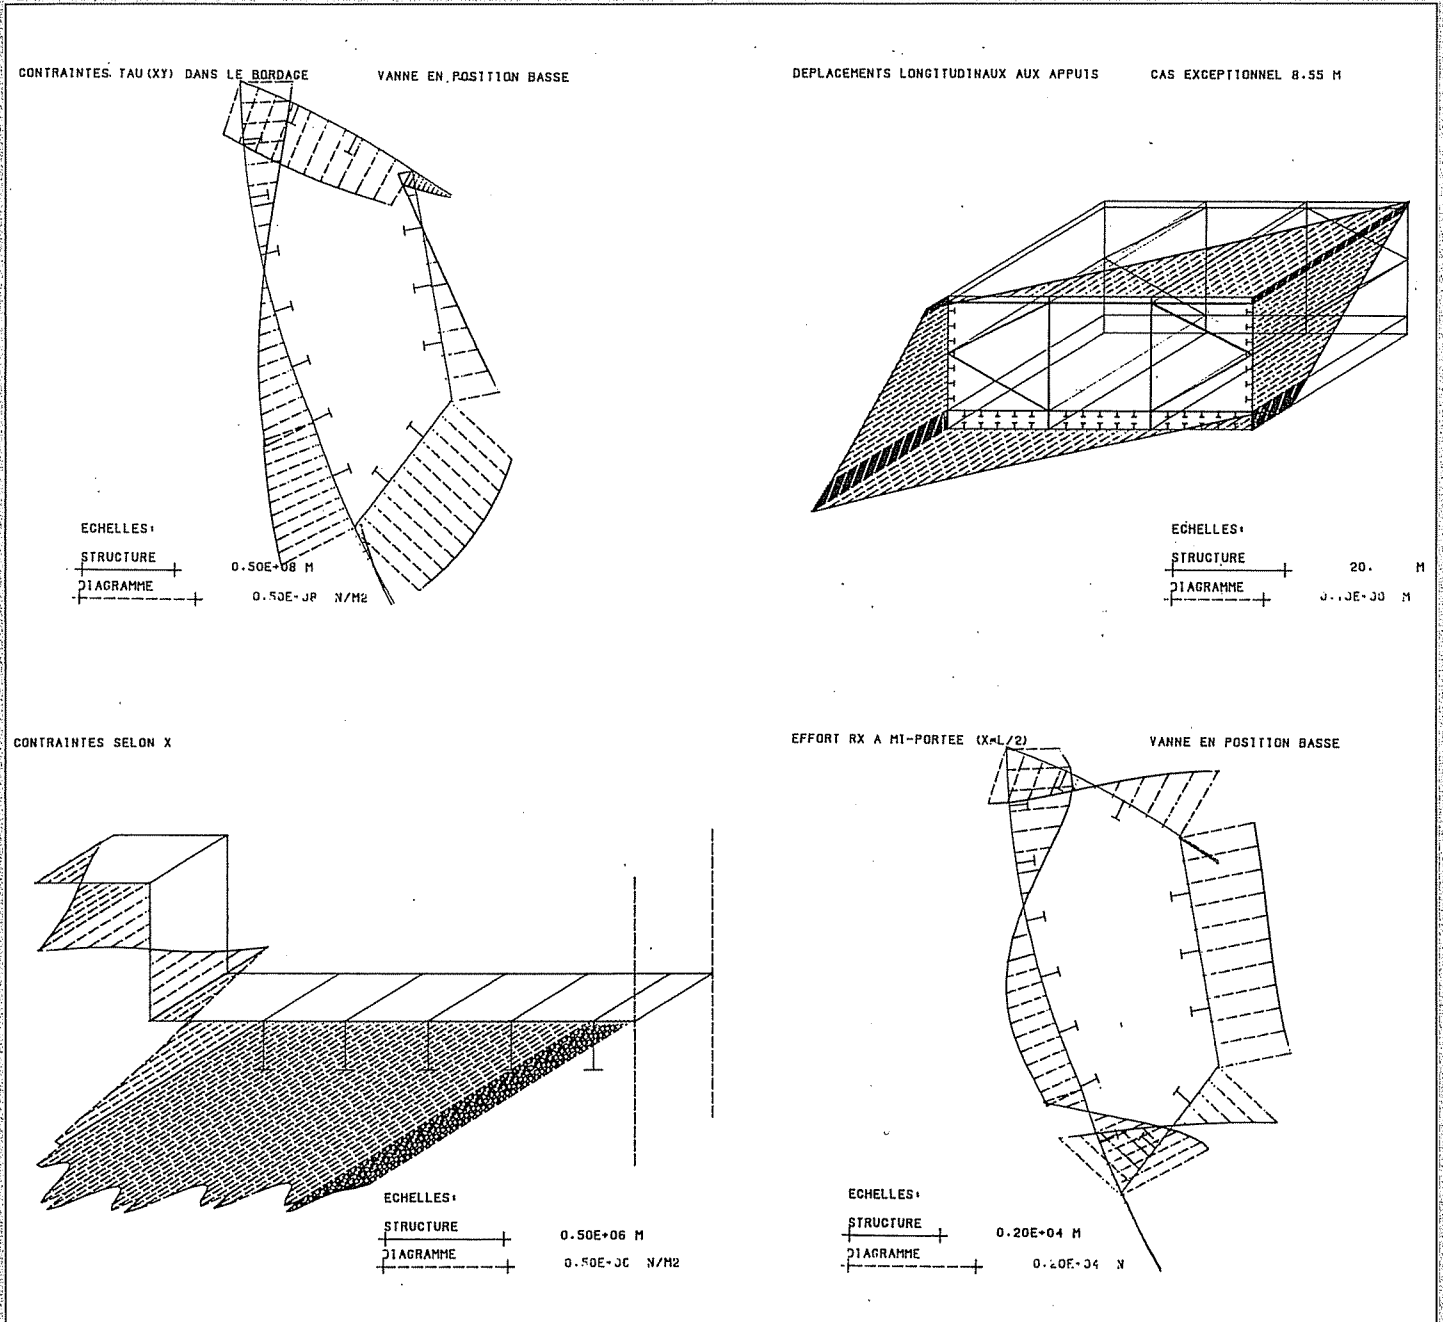 CONTRAINTES TAU(XY) DANS LE BORDAGE VANNE EN POSITION BASSE
ECHELLES:
STRUCTURE
0.50E+08 M
DIAGRAMME
N/M2
DEPLACEMENTS LONGITUDINAUX AUX APPUIS CAS EXCEPTIONNEL 8.55 M
ECHELLES:
STRUCTURE
20. M
DIAGRAMME
M
CONTRAINTES SELON X
ECHELLES:
STRUCTURE
0.50E+06 M
DIAGRAMME
N/M2
EFFORT RX A MI-PORTEE (X=L/2) VANNE EN POSITION BASSE
ECHELLES:
STRUCTURE
0.20E+04 M
DIAGRAMME
N